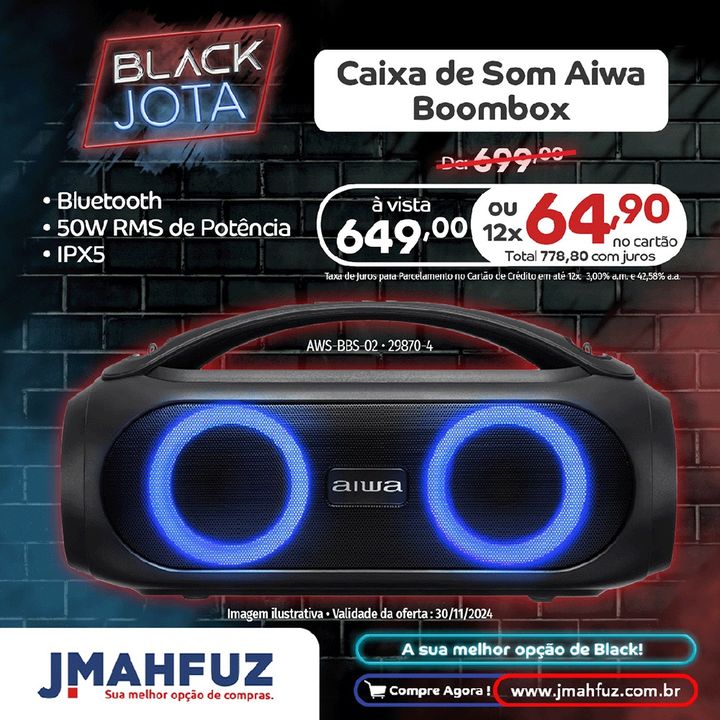 BLACK
JOTA
Caixa de Som Aiwa
Boombox
De: 699,00
• Bluetooth
• 50W RMS de Potência
• IPX5
à vista
649,00
ou
12x 64,90
no cartão
Total 778,80 com juros
Taxa de Juros para Parcelamento no Cartão de Crédito em até 12x 3,00% a.m. e 42,58% a.a.
AWS-BBS-02 • 29870-4
aiwa
Imagem ilustrativa • Validade da oferta : 30/11/2024
JMAHFUZ
Sua melhor opção de compras.
A sua melhor opção de Black!
Compre Agora !
www.jmahfuz.com.br